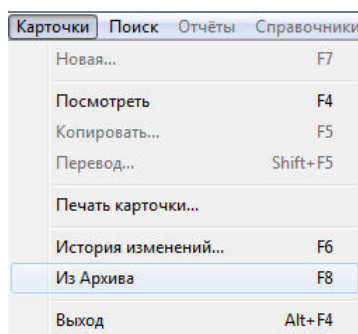 Карточки Поиск Отчёты Справочники
Новая... F7
Посмотреть F4
Копировать... F5
Перевод... Shift+F5
Печать карточки...
История изменений... F6
Из Архива F8
Выход Alt+F4